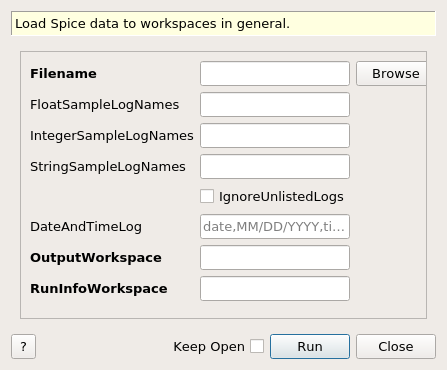 Load Spice data to workspaces in general.
Filename Browse
FloatSampleLogNames
IntegerSampleLogNames
StringSampleLogNames
IgnoreUnlistedLogs
DateAndTimeLog date,MM/DD/YYYY,ti...
OutputWorkspace
RunInfoWorkspace
? Keep Open Run Close